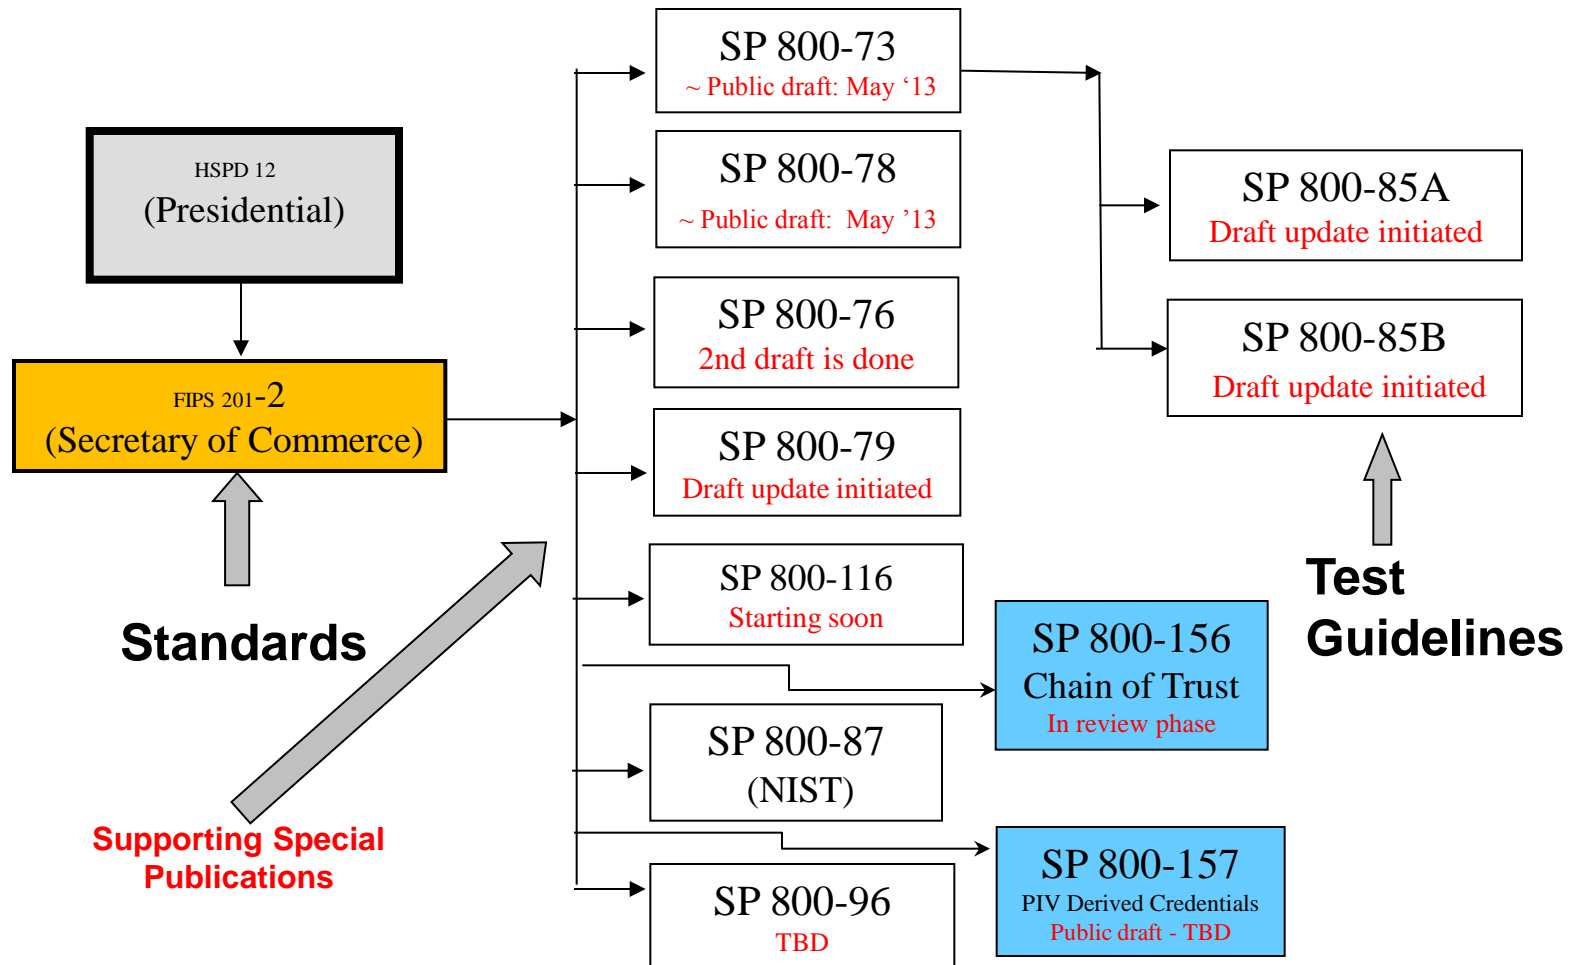 HSPD 12
(Presidential)
FIPS 201-2
(Secretary of Commerce)
Standards
Supporting Special
Publications
SP 800-73
~ Public draft: May ‘13
SP 800-78
~ Public draft:  May ’13
SP 800-76
2nd draft is done
SP 800-79
Draft update initiated
SP 800-116
Starting soon
SP 800-156
Chain of Trust
In review phase
SP 800-87
(NIST)
SP 800-157
PIV Derived Credentials
Public draft - TBD
SP 800-96
TBD
SP 800-85A
Draft update initiated
SP 800-85B
Draft update initiated
Test
Guidelines